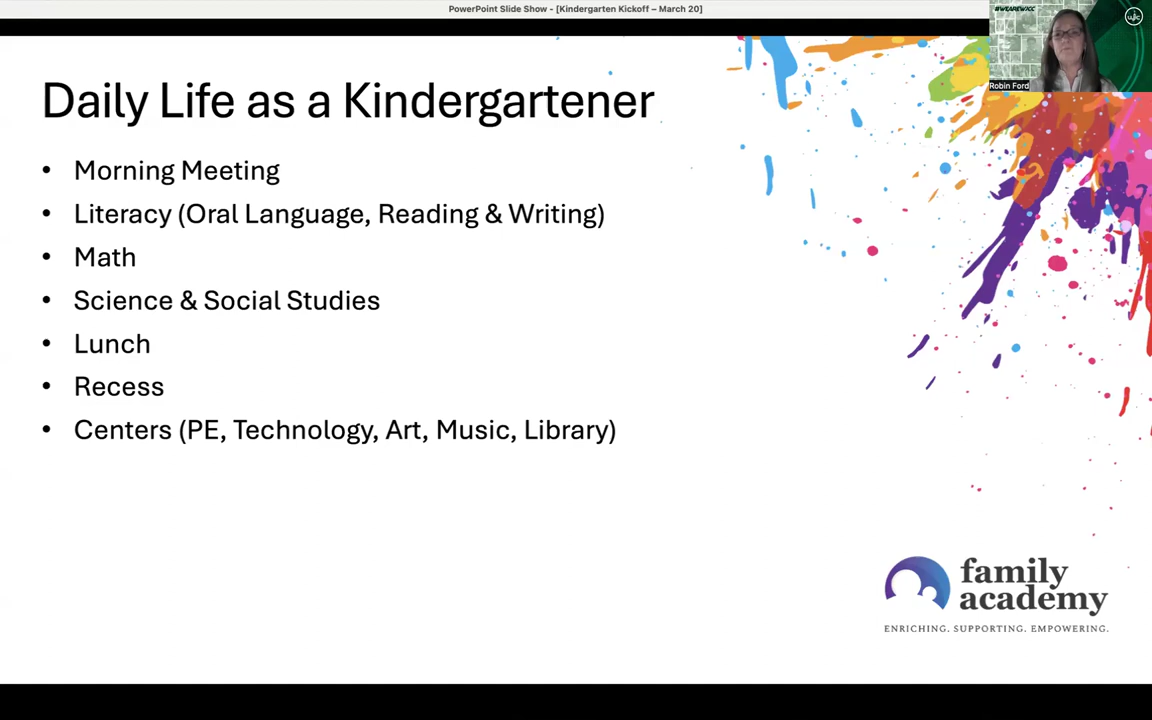 PowerPoint Slide Show - [Kindergarten Kickoff – March 20]
#WEAREWJCC
Robin Ford
Daily Life as a Kindergartener
• Morning Meeting
• Literacy (Oral Language, Reading & Writing)
• Math
• Science & Social Studies
• Lunch
• Recess
• Centers (PE, Technology, Art, Music, Library)
family
academy
ENRICHING. SUPPORTING. EMPOWERING.